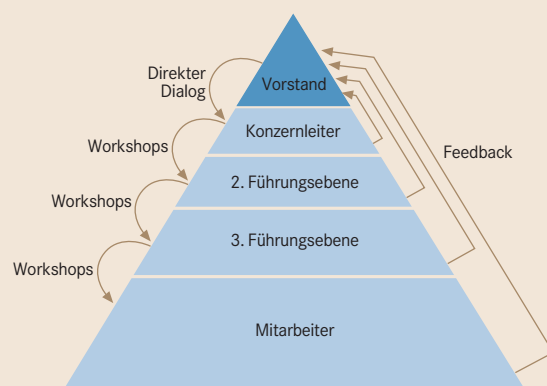 Direkter
Dialog
Vorstand
Konzernleiter
Workshops
Feedback
2. Führungsebene
Workshops
3. Führungsebene
Workshops
Mitarbeiter